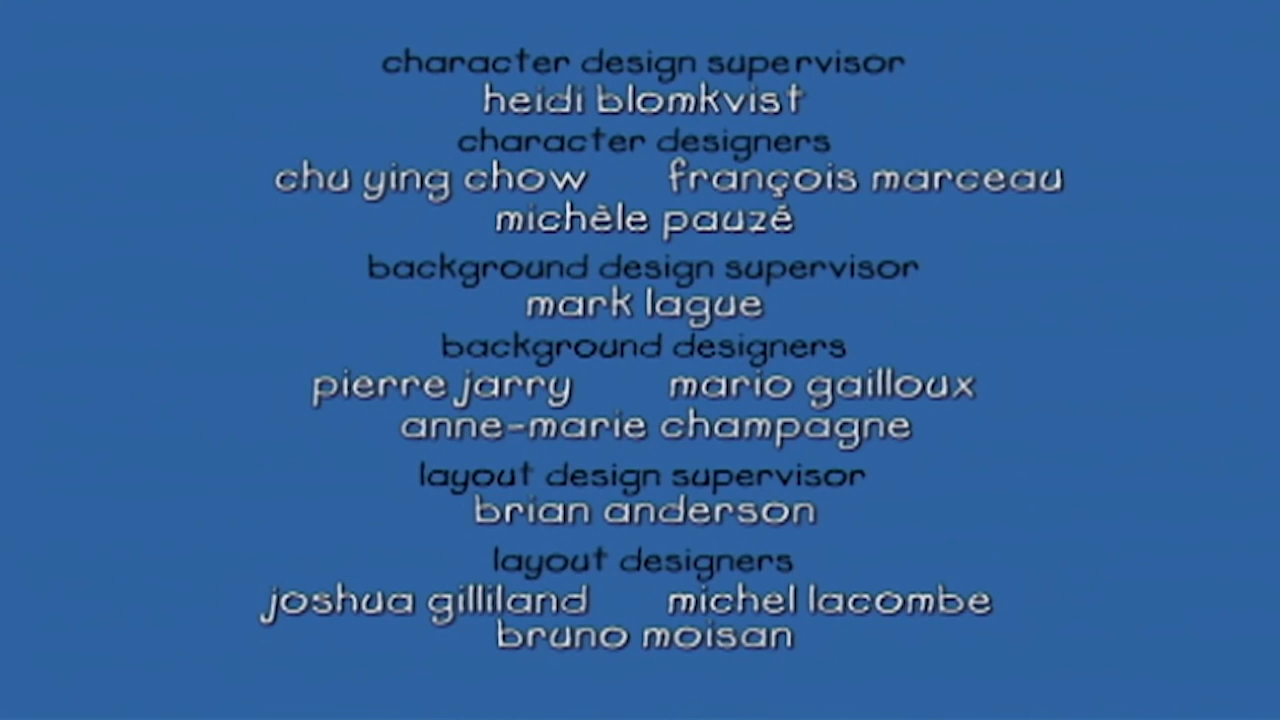 character design supervisor
heidi blomkvist
character designers
chu ying chow françois marceau
michèle pauzé
background design supervisor
mark lague
background designers
pierre jarry mario gailloux
anne-marie champagne
layout design supervisor
brian anderson
layout designers
joshua gilliland michel lacombe
bruno moisan